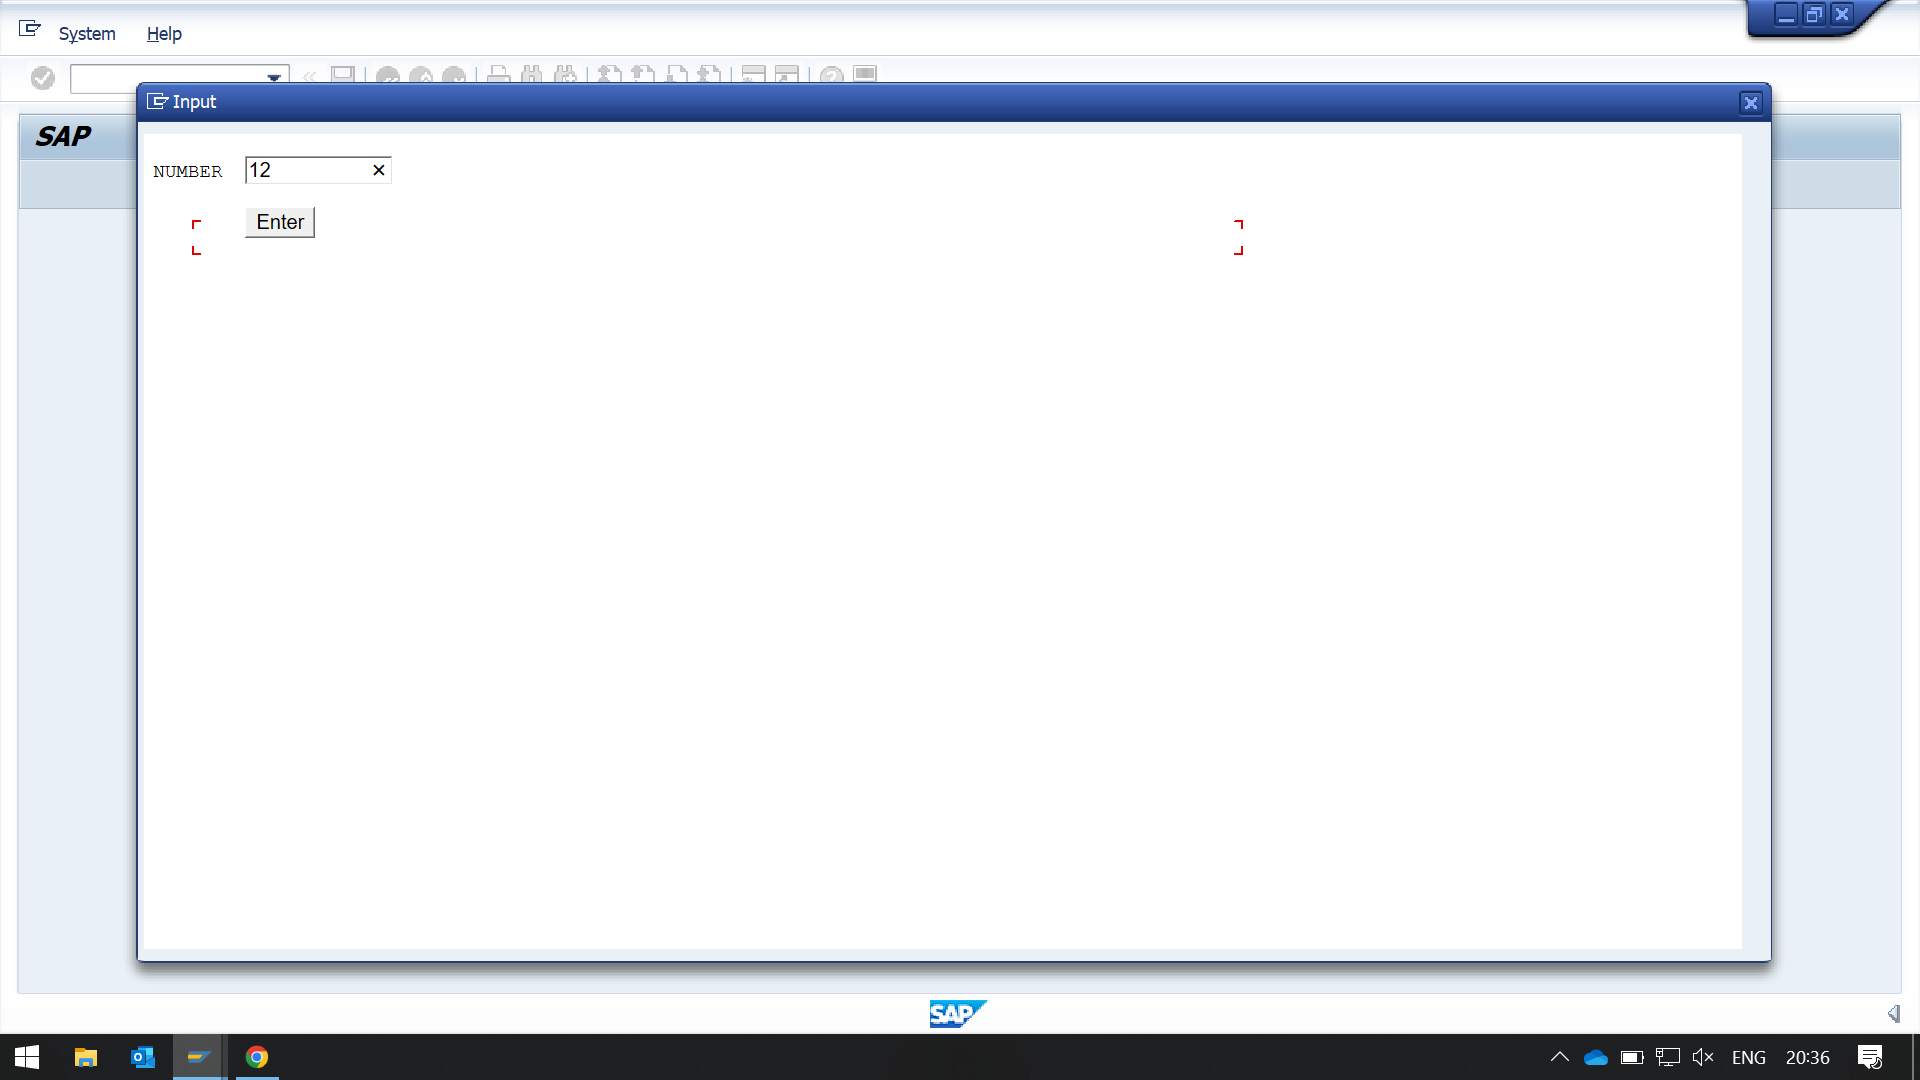 System Help
Input
SAP
NUMBER 12
Enter
SAP
ENG 20:36